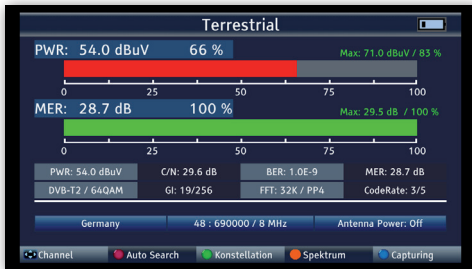 Terrestrial
PWR: 54.0 dBuV 66 % Max: 71.0 dBuV / 83 %
0 25 50 75 100
MER: 28.7 dB 100 % Max: 29.5 dB / 100 %
0 25 50 75 100
PWR: 54.0 dBuV C/N: 29.6 dB BER: 1.0E-9 MER: 28.7 dB
DVB-T2 / 64QAM GI: 19/256 FFT: 32K / PP4 CodeRate: 3/5
Germany 48 : 690000 / 8 MHz Antenna Power: Off
Channel Auto Search Konstellation Spektrum Capturing